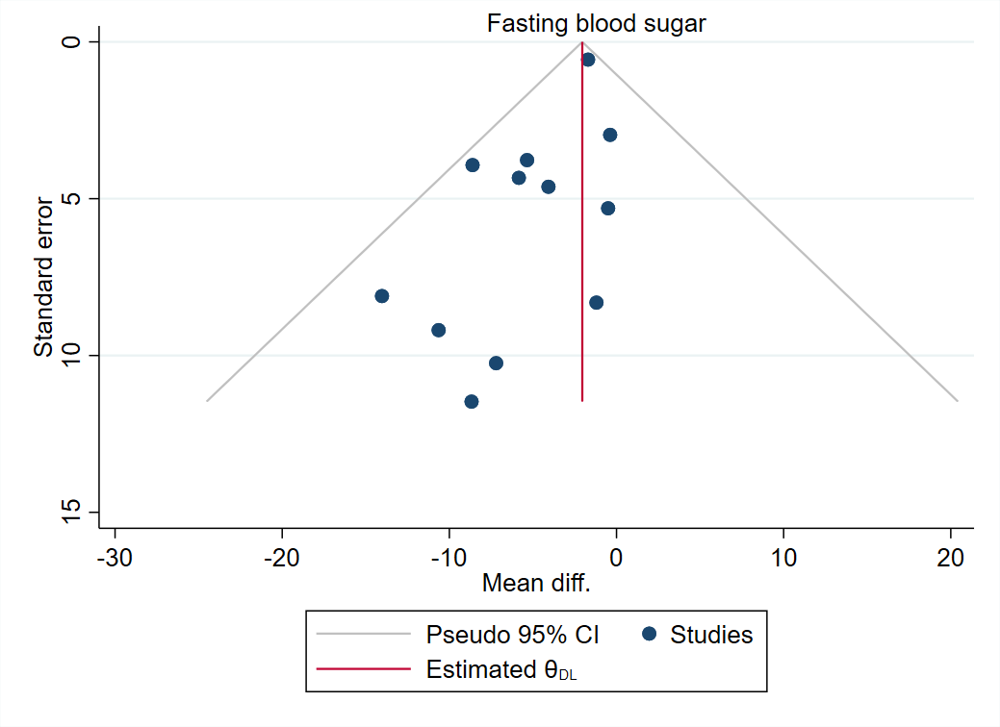 Fasting blood sugar
0
5
10
15
Standard error
-30 -20 -10 0 10 20
Mean diff.
Pseudo 95% CI Studies
Estimated θDL